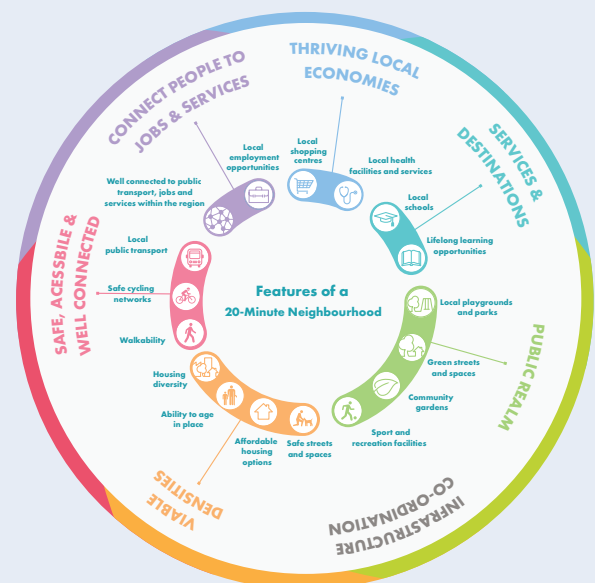 THRIVING LOCAL
ECONOMIES
SERVICES &
DESTINATIONS
PUBLIC REALM
INFRASTRUCTURE
CO-ORDINATION
VIABLE
DENSITIES
SAFE, ACESSBILE &
WELL CONNECTED
CONNECT PEOPLE TO
JOBS & SERVICES
Local
shopping
centres
Local health
facilities and services
Local
schools
Lifelong learning
opportunities
Local playgrounds
and parks
Green streets
and spaces
Community
gardens
Sport and
recreation facilities
Safe streets
and spaces
Affordable
housing
options
Ability to age
in place
Housing
diversity
Walkability
Safe cycling
networks
Local
public transport
Well connected to public
transport, jobs and
services within the region
Local
employment
opportunities
Features of a
20-Minute Neighbourhood